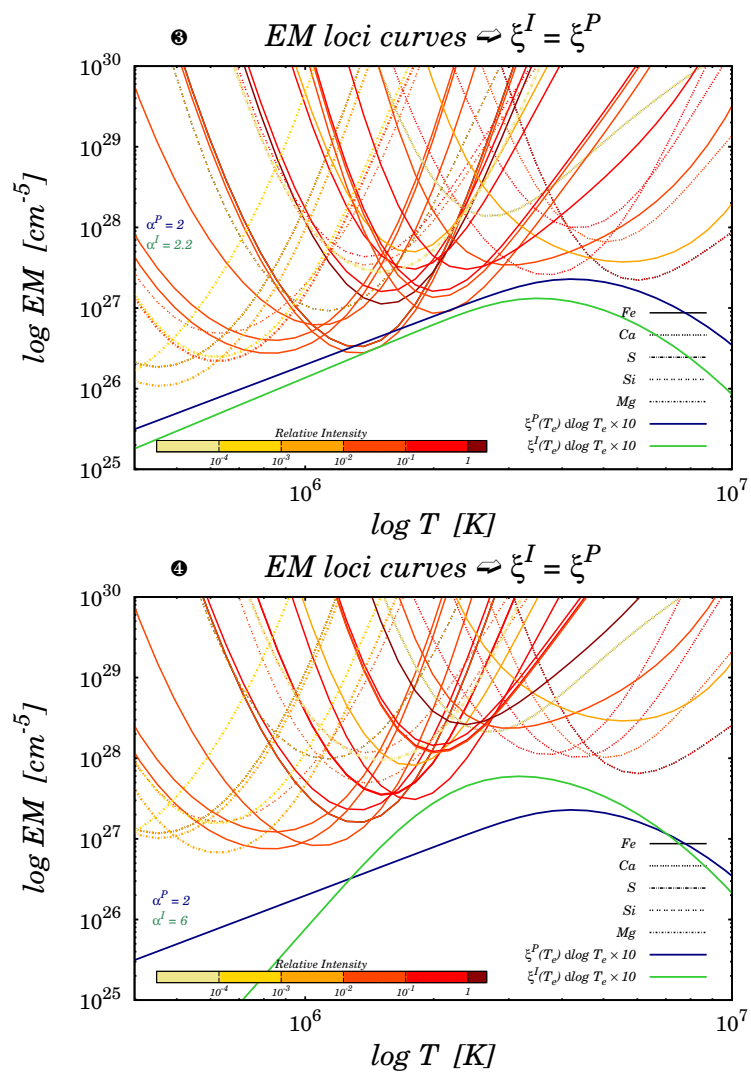 ❸ EM loci curves ➫ ξ^I = ξ^P
10^30
10^29
10^28
10^27
10^26
10^25
log EM [cm^-5]
α^P = 2
α^I = 2.2
Fe
Ca
S
Si
Mg
ξ^P(T_e) dlog T_e × 10
ξ^I(T_e) dlog T_e × 10
Relative Intensity
10^-4 10^-3 10^-2 10^-1 1
10^6 10^7
log T [K]
❹ EM loci curves ➫ ξ^I = ξ^P
10^30
10^29
10^28
10^27
10^26
10^25
log EM [cm^-5]
α^P = 2
α^I = 6
Fe
Ca
S
Si
Mg
ξ^P(T_e) dlog T_e × 10
ξ^I(T_e) dlog T_e × 10
Relative Intensity
10^-4 10^-3 10^-2 10^-1 1
10^6 10^7
log T [K]